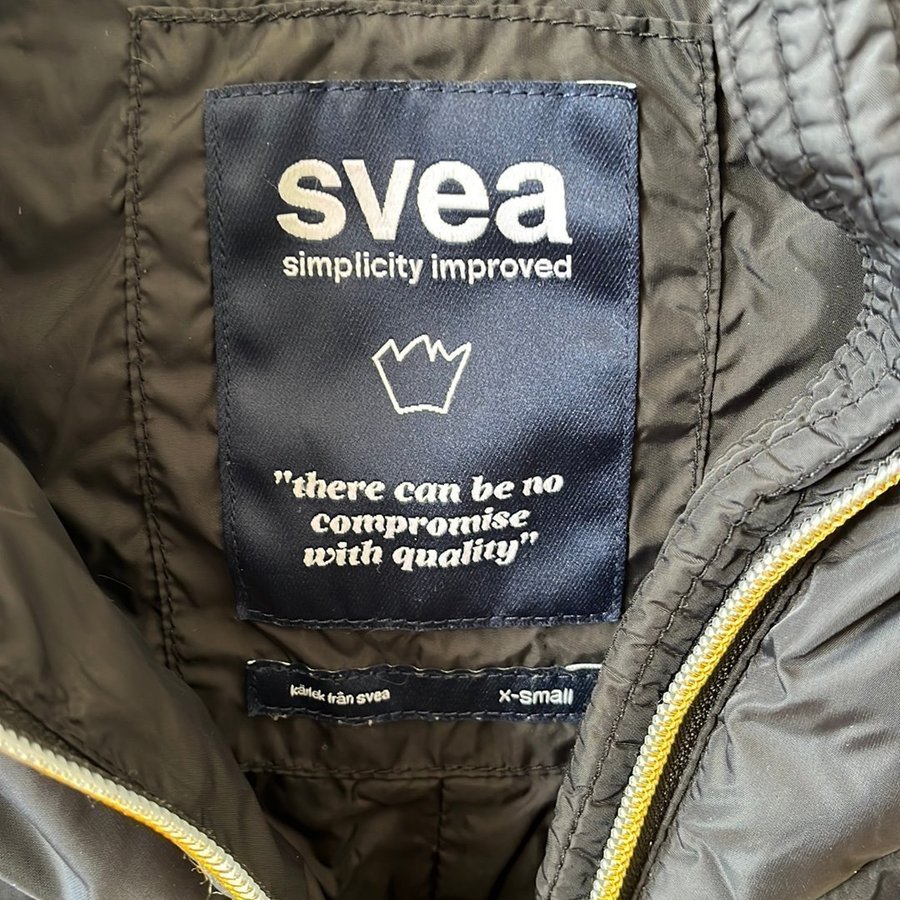 svea
simplicity improved
"there can be no
compromise
with quality"
kärlek från svea
x-small